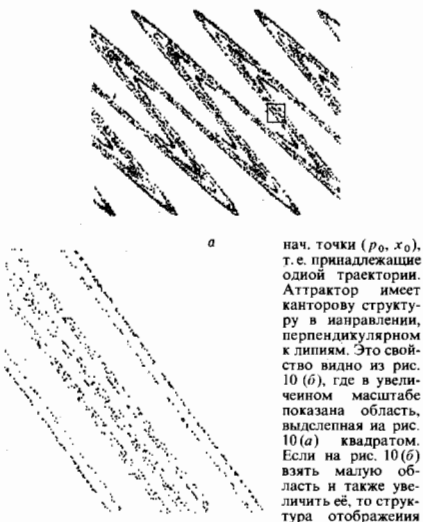 а
нач. точки (p₀, x₀),
т. е. принадлежащие
одной траектории.
Аттрактор имеет
канторову структу-
ру в направлении,
перпендикулярном
к линиям. Это свой-
ство видно из рис.
10 (б), где в увели-
ченном масштабе
показана область,
выделенная на рис.
10(а) квадратом.
Если на рис. 10(б)
взять малую об-
ласть и также уве-
личить её, то струк-
тура отображения